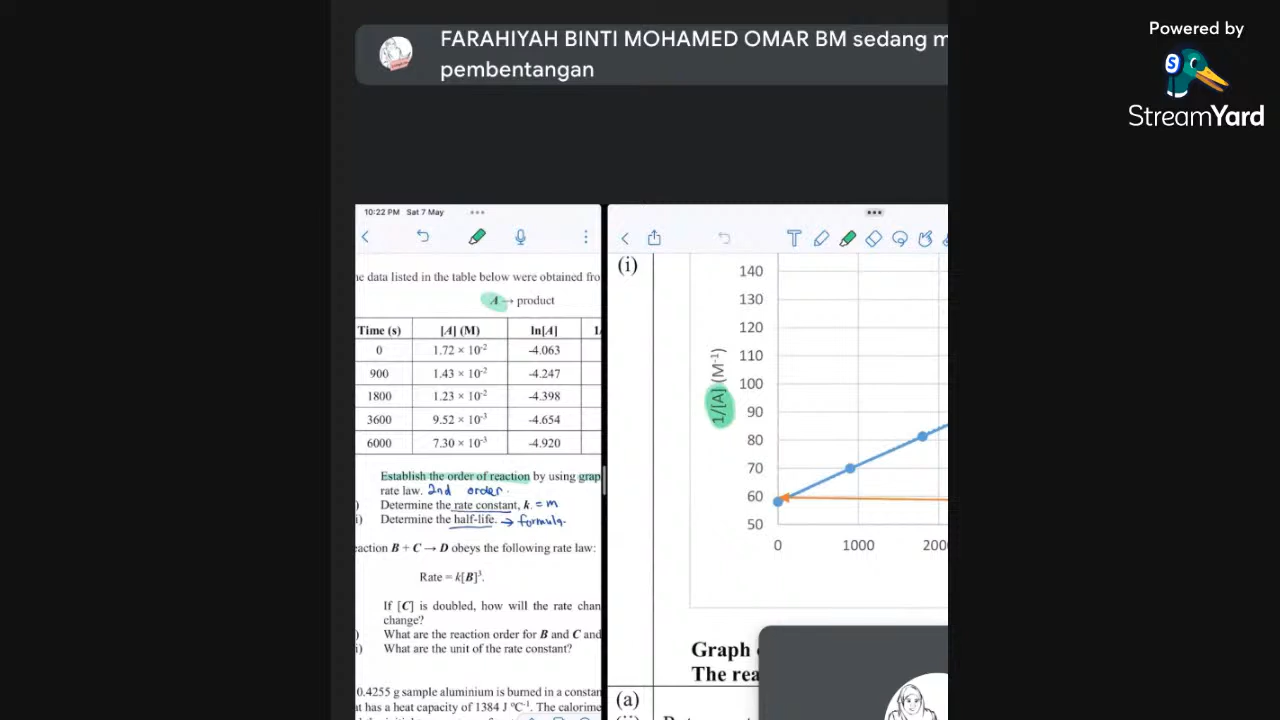 Powered by
StreamYard
FARAHIYAH BINTI MOHAMED OMAR BM sedang m
pembentangan
10:22 PM Sat 7 May
he data listed in the table below were obtained fro
A → product
Time (s) [A] (M) ln[A] 1/
0 1.72 × 10⁻² -4.063
900 1.43 × 10⁻² -4.247
1800 1.23 × 10⁻² -4.398
3600 9.52 × 10⁻³ -4.654
6000 7.30 × 10⁻³ -4.920
Establish the order of reaction by using grap
rate law. 2nd order.
) Determine the rate constant, k. = m
i) Determine the half-life. → formula.
eaction B + C → D obeys the following rate law:
Rate = k[B]³.
If [C] is doubled, how will the rate chan
change?
) What are the reaction order for B and C and
i) What are the unit of the rate constant?
0.4255 g sample aluminium is burned in a constan
at has a heat capacity of 1384 J °C⁻¹. The calorime
(i)
1/[A] (M⁻¹)
140
130
120
110
100
90
80
70
60
50
0 1000 200
Graph
The rea
(a)